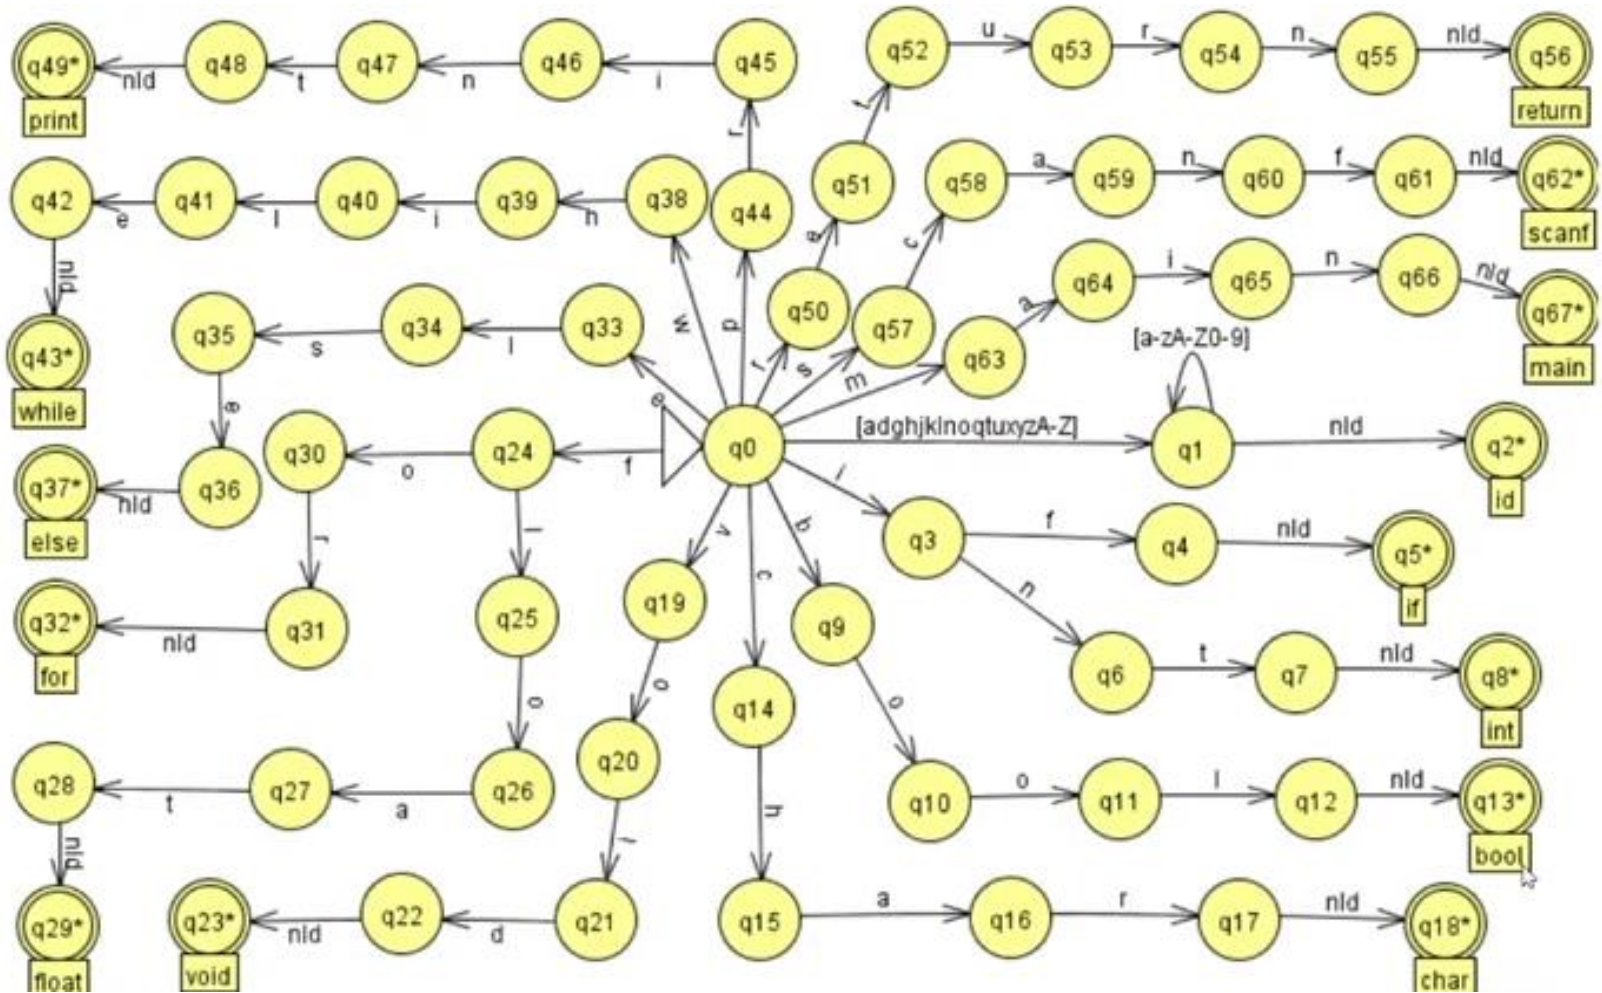 q49*
nld
q48
t
q47
n
q46
i
q45
print
r
q52
u
q53
r
q54
n
q55
nld
q56
return
t
q42
e
q41
l
q40
i
q39
h
q38
q44
q51
q58
a
q59
n
q60
f
q61
nld
q62*
scanf
nld
e
c
w
p
q50
q57
q63
a
q64
i
q65
n
q66
nld
q67*
main
q43*
while
q35
s
q34
l
q33
r
s
m
[a-zA-Z0-9]
e
e
q37*
else
nld
q36
q30
o
q24
f
q0
[adghjklnoqtuxyzA-Z]
q1
nld
q2*
id
r
l
v
c
b
i
q3
f
q4
nld
q5*
if
n
q32*
for
nld
q31
q25
q19
q9
q6
t
q7
nld
q8*
int
o
o
q14
o
q28
t
q27
a
q26
q20
q10
o
q11
l
q12
nld
q13*
bool
nld
i
h
q29*
float
q23*
void
nld
q22
d
q21
q15
a
q16
r
q17
nld
q18*
char